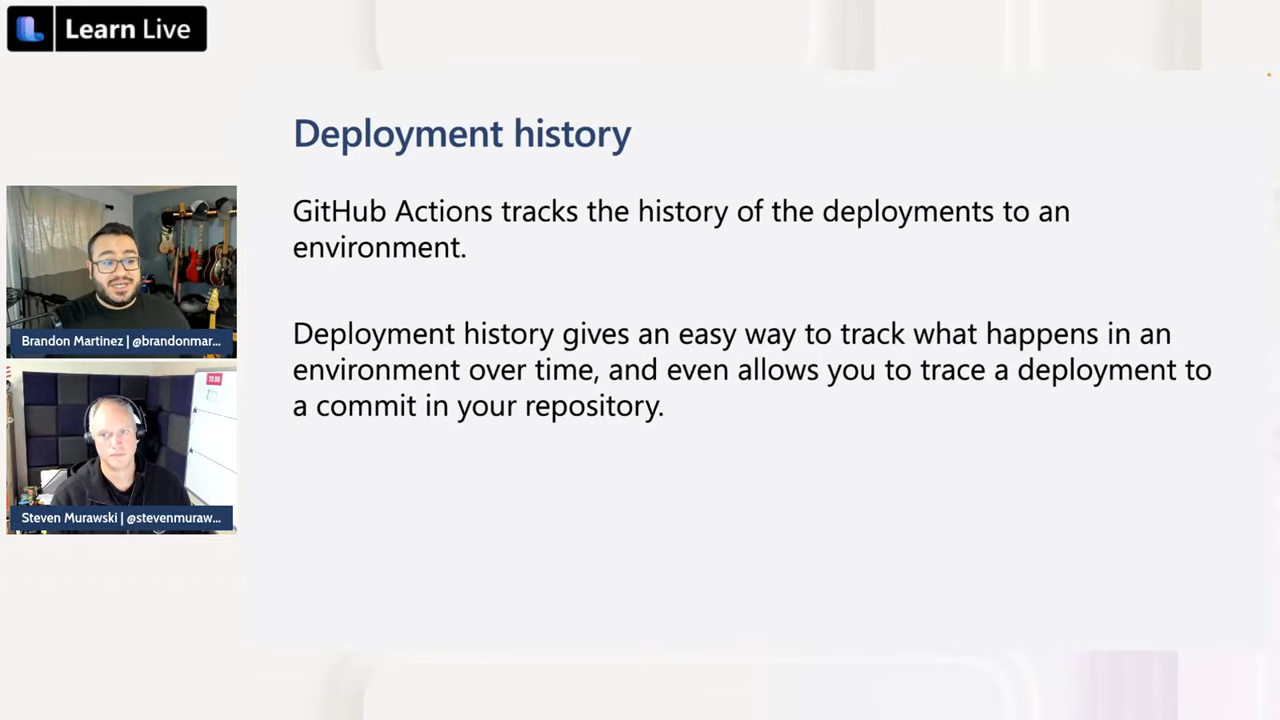 Learn Live
Deployment history
GitHub Actions tracks the history of the deployments to an
environment.
Deployment history gives an easy way to track what happens in an
environment over time, and even allows you to trace a deployment to
a commit in your repository.
Brandon Martinez | @brandonmar...
TO DO
Steven Murawski | @stevenmuraw...